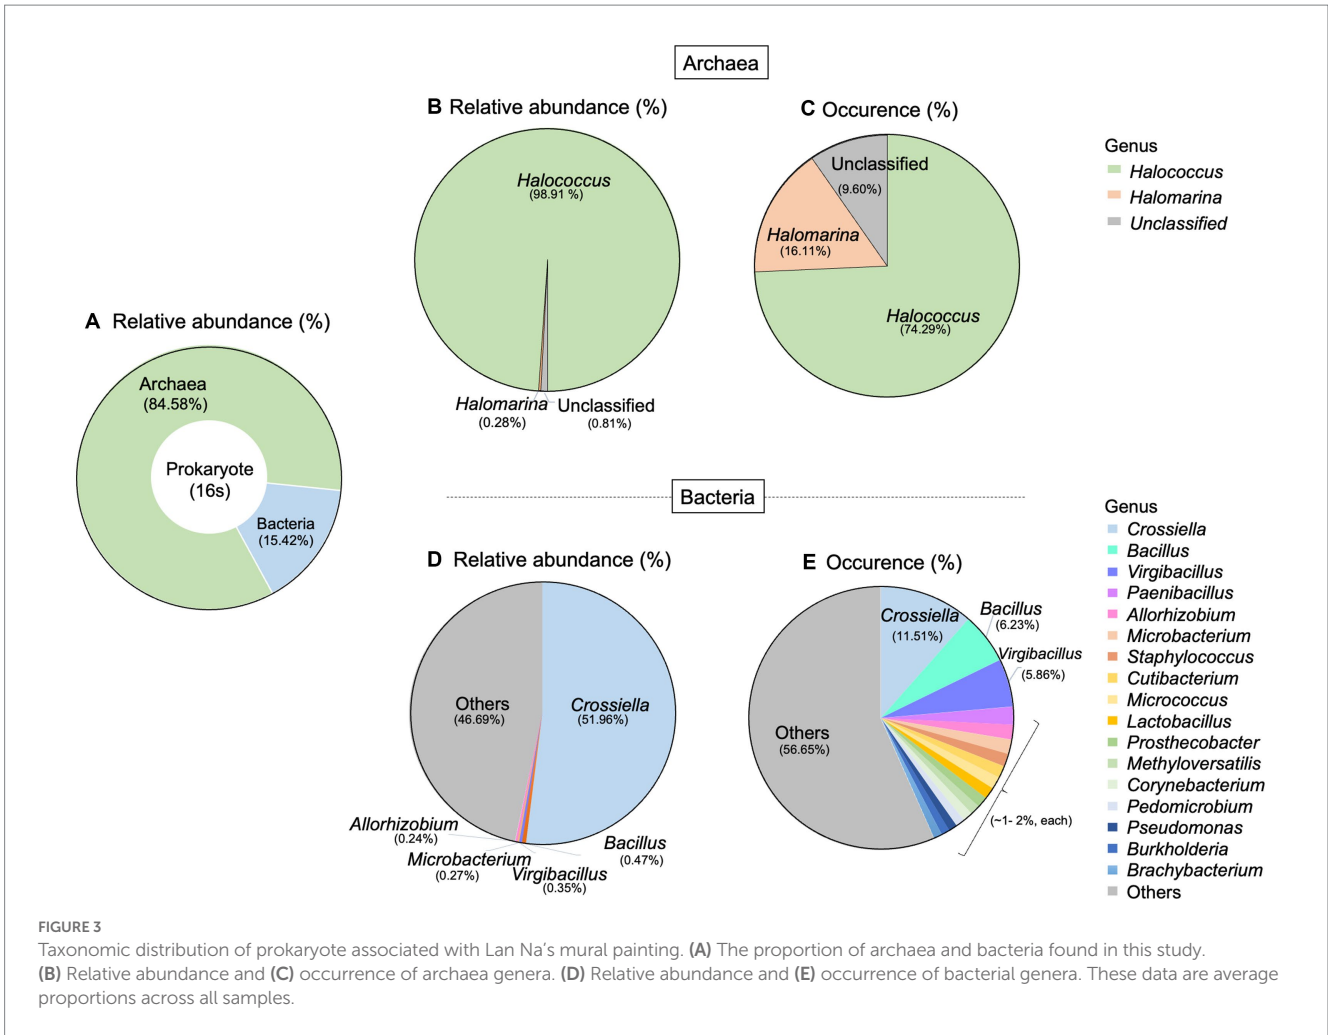 Archaea
B Relative abundance (%)
Halococcus
(98.91 %)
Halomarina
(0.28%)
Unclassified
(0.81%)
C Occurence (%)
Unclassified
(9.60%)
Halomarina
(16.11%)
Halococcus
(74.29%)
Genus
Halococcus
Halomarina
Unclassified
A Relative abundance (%)
Archaea
(84.58%)
Prokaryote
(16s)
Bacteria
(15.42%)
Bacteria
D Relative abundance (%)
Others
(46.69%)
Crossiella
(51.96%)
Allorhizobium
(0.24%)
Microbacterium
(0.27%)
Virgibacillus
(0.35%)
Bacillus
(0.47%)
E Occurence (%)
Crossiella
(11.51%)
Bacillus
(6.23%)
Virgibacillus
(5.86%)
Others
(56.65%)
(~1- 2%, each)
Genus
Crossiella
Bacillus
Virgibacillus
Paenibacillus
Allorhizobium
Microbacterium
Staphylococcus
Cutibacterium
Micrococcus
Lactobacillus
Prosthecobacter
Methyloversatilis
Corynebacterium
Pedomicrobium
Pseudomonas
Burkholderia
Brachybacterium
Others
FIGURE 3
Taxonomic distribution of prokaryote associated with Lan Na's mural painting. (A) The proportion of archaea and bacteria found in this study.
(B) Relative abundance and (C) occurrence of archaea genera. (D) Relative abundance and (E) occurrence of bacterial genera. These data are average
proportions across all samples.